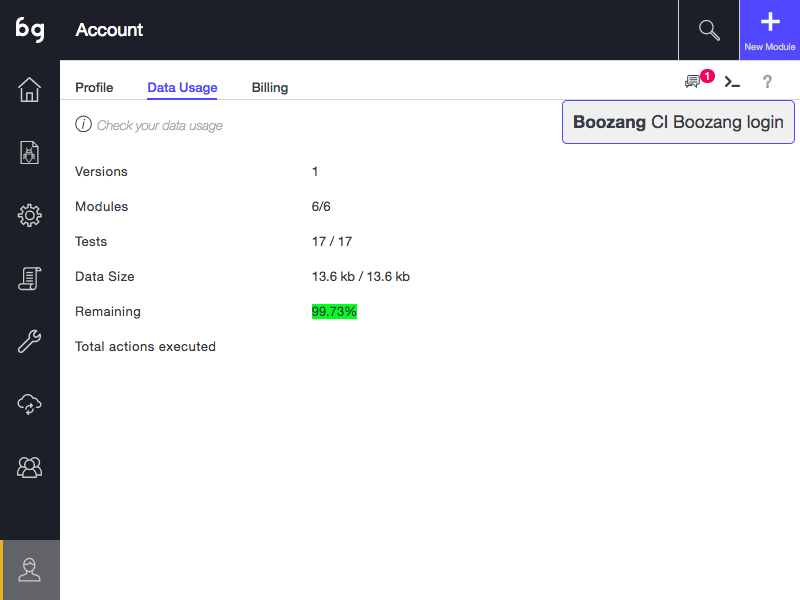 bg
Account
New Module
Profile
Data Usage
Billing
1
?
Check your data usage
Boozang CI Boozang login
Versions 1
Modules 6/6
Tests 17 / 17
Data Size 13.6 kb / 13.6 kb
Remaining 99.73%
Total actions executed